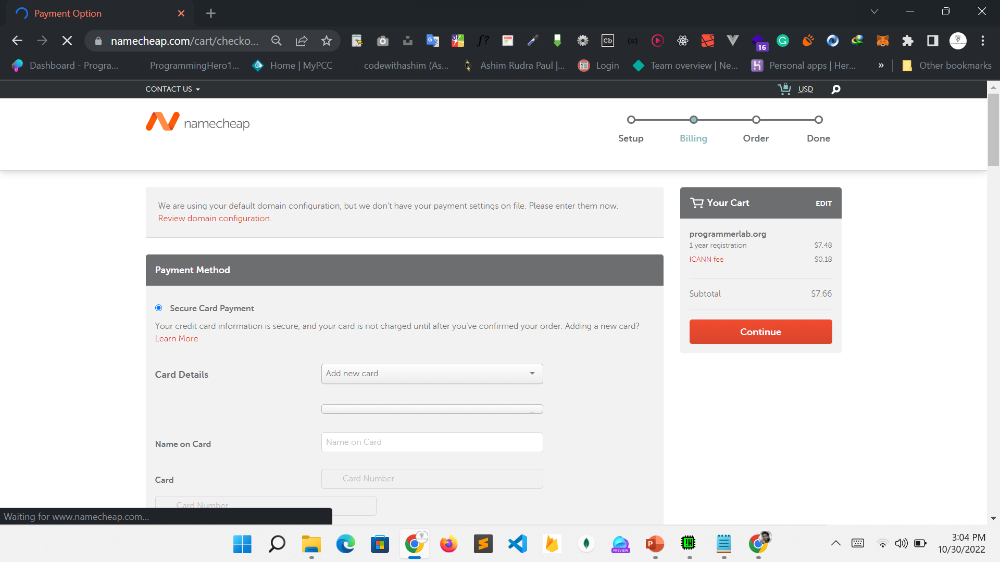 Payment Option
namecheap.com/cart/checko...
f?
Cb
{≡}
16
Dashboard - Progra...
ProgrammingHero1...
Home | MyPCC
codewithashim (As...
Ashim Rudra Paul |...
Login
Team overview | Ne...
Personal apps | Her...
»
Other bookmarks
CONTACT US
USD
namecheap
Setup
Billing
Order
Done
We are using your default domain configuration, but we don't have your payment settings on file. Please enter them now.
Review domain configuration.
Your Cart
EDIT
programmerlab.org
1 year registration
$7.48
ICANN fee
$0.18
Subtotal
$7.66
Continue
Payment Method
Secure Card Payment
Your credit card information is secure, and your card is not charged until after you've confirmed your order. Adding a new card?
Learn More
Card Details
Add new card
Name on Card
Name on Card
Card
Card Number
Card Number
Waiting for www.namecheap.com...
PREVIEW
3:04 PM
10/30/2022